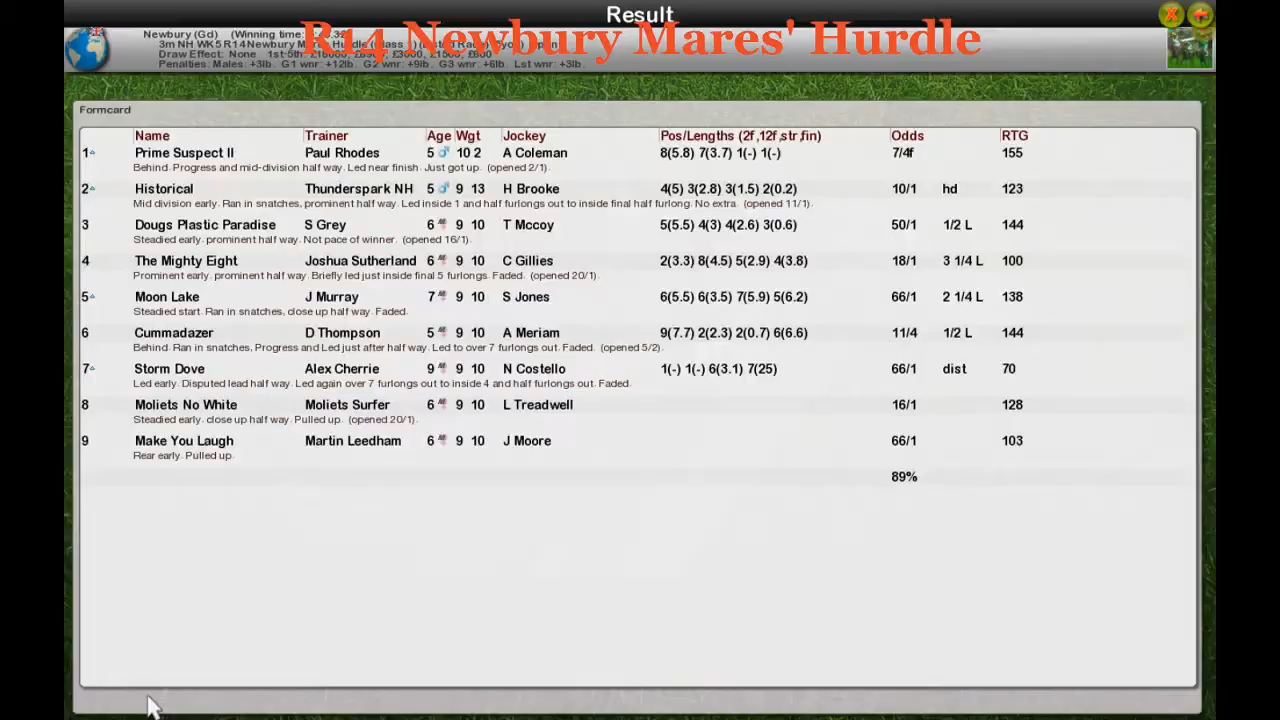 Result
R14 Newbury Mares' Hurdle
Newbury (Gd) (Winning time:
3m NH WK5 R14 Newbury Mares' Hurdle (Class 1) (Listed Race) Open
Draw Effect: None 1st-5th:
Penalties: Males: +3lb. G1 wnr: +12lb. G2 wnr: +9lb. G3 wnr: +6lb. Lst wnr: +3lb.
Formcard
Name Trainer Age Wgt Jockey Pos/Lengths (2f,12f,str,fin) Odds RTG
1 Prime Suspect II Paul Rhodes 5 10 2 A Coleman 8(5.8) 7(3.7) 1(-) 1(-) 7/4f 155
Behind. Progress and mid-division half way. Led near finish. Just got up. (opened 2/1).
2 Historical Thunderspark NH 5 9 13 H Brooke 4(5) 3(2.8) 3(1.5) 2(0.2) 10/1 hd 123
Mid division early. Ran in snatches, prominent half way. Led inside 1 and half furlongs out to inside final half furlong. No extra. (opened 11/1).
3 Dougs Plastic Paradise S Grey 6 9 10 T Mccoy 5(5.5) 4(3) 4(2.6) 3(0.6) 50/1 1/2 L 144
Steadied early. prominent half way. Not pace of winner. (opened 16/1).
4 The Mighty Eight Joshua Sutherland 6 9 10 C Gillies 2(3.3) 8(4.5) 5(2.9) 4(3.8) 18/1 3 1/4 L 100
Prominent early. prominent half way. Briefly led just inside final 5 furlongs. Faded. (opened 20/1).
5 Moon Lake J Murray 7 9 10 S Jones 6(5.5) 6(3.5) 7(5.9) 5(6.2) 66/1 2 1/4 L 138
Steadied start. Ran in snatches, close up half way. Faded.
6 Cummadazer D Thompson 5 9 10 A Meriam 9(7.7) 2(2.3) 2(0.7) 6(6.6) 11/4 1/2 L 144
Behind. Ran in snatches, Progress and Led just after half way. Led to over 7 furlongs out. Faded. (opened 5/2).
7 Storm Dove Alex Cherrie 9 9 10 N Costello 1(-) 1(-) 6(3.1) 7(25) 66/1 dist 70
Led early. Disputed lead half way. Led again over 7 furlongs out to inside 4 and half furlongs out. Faded.
8 Moliets No White Moliets Surfer 6 9 10 L Treadwell 16/1 128
Steadied early. close up half way. Pulled up. (opened 20/1).
9 Make You Laugh Martin Leedham 6 9 10 J Moore 66/1 103
Rear early. Pulled up.
89%